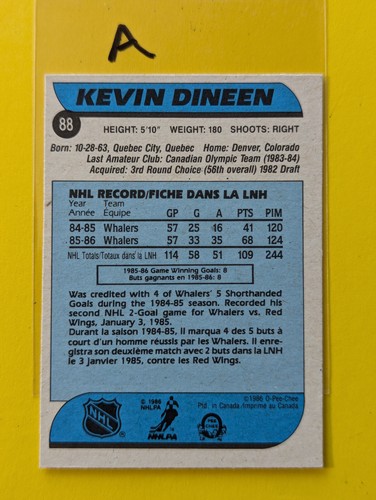 A
KEVIN DINEEN
88
HEIGHT: 5'10" WEIGHT: 180 SHOOTS: RIGHT
Born: 10-28-63, Quebec City, Quebec Home: Denver, Colorado
Last Amateur Club: Canadian Olympic Team (1983-84)
Acquired: 3rd Round Choice (56th overall) 1982 Draft
NHL RECORD/FICHE DANS LA LNH
Year Team
Année Équipe GP G A PTS PIM
84-85 Whalers 57 25 16 41 120
85-86 Whalers 57 33 35 68 124
NHL Totals/Totaux dans la LNH 114 58 51 109 244
1985-86 Game Winning Goals: 8
Buts gagnants en 1985-86: 8
Was credited with 4 of Whalers' 5 Shorthanded
Goals during the 1984-85 season. Recorded his
second NHL 2-Goal game for Whalers vs. Red
Wings, January 3, 1985.
Durant la saison 1984-85, il marqua 4 des 5 buts à
court d'un homme réussis par les Whalers. Il enre-
gistra son deuxième match avec 2 buts dans la LNH
le 3 janvier 1985, contre les Red Wings.
© 1986
NHLPA
NHL
NHLPA
O-PEE-CHEE
©1986 O-Pee-Chee
Ptd. in Canada/Imprimé au Canada